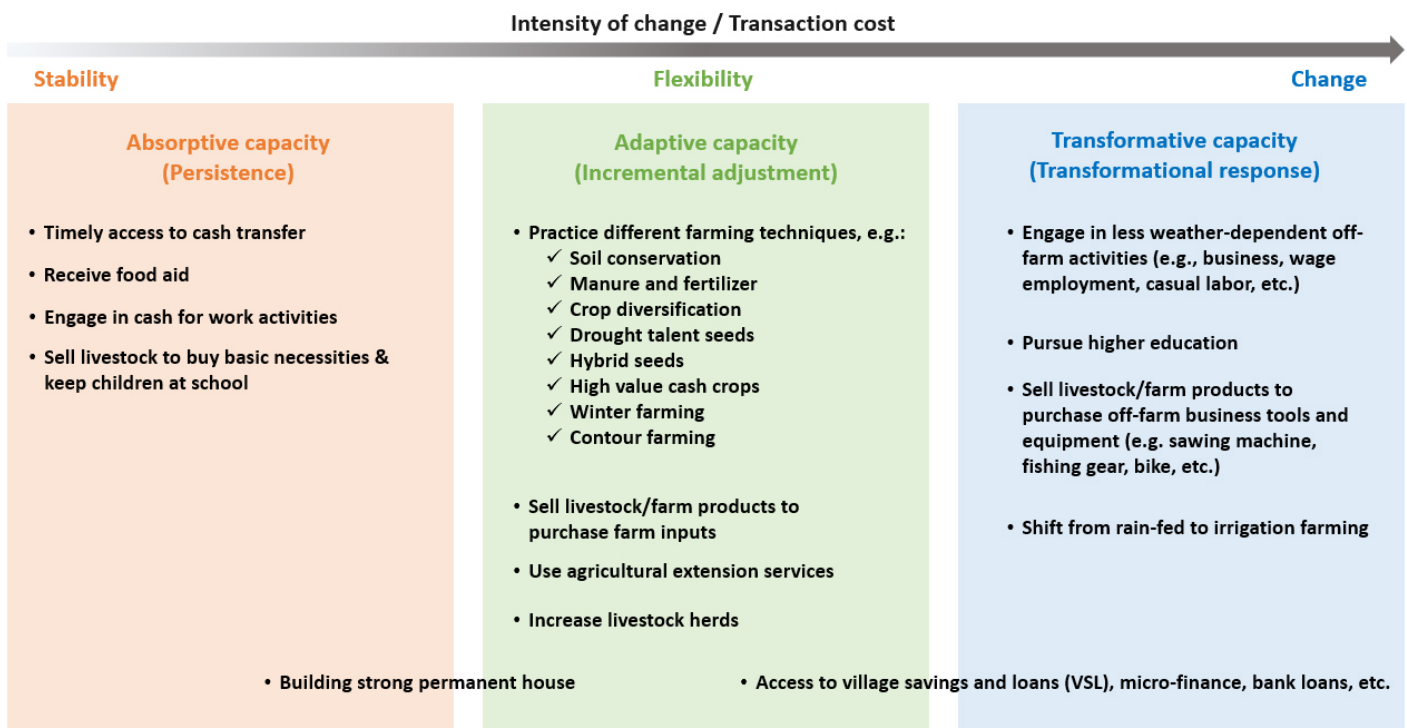 Intensity of change / Transaction cost
Stability
Flexibility
Change
Absorptive capacity
(Persistence)
• Timely access to cash transfer
• Receive food aid
• Engage in cash for work activities
• Sell livestock to buy basic necessities &
keep children at school
Adaptive capacity
(Incremental adjustment)
• Practice different farming techniques, e.g.:
✓ Soil conservation
✓ Manure and fertilizer
✓ Crop diversification
✓ Drought talent seeds
✓ Hybrid seeds
✓ High value cash crops
✓ Winter farming
✓ Contour farming
• Sell livestock/farm products to
purchase farm inputs
• Use agricultural extension services
• Increase livestock herds
Transformative capacity
(Transformational response)
• Engage in less weather-dependent off-
farm activities (e.g., business, wage
employment, casual labor, etc.)
• Pursue higher education
• Sell livestock/farm products to
purchase off-farm business tools and
equipment (e.g. sawing machine,
fishing gear, bike, etc.)
• Shift from rain-fed to irrigation farming
• Building strong permanent house
• Access to village savings and loans (VSL), micro-finance, bank loans, etc.